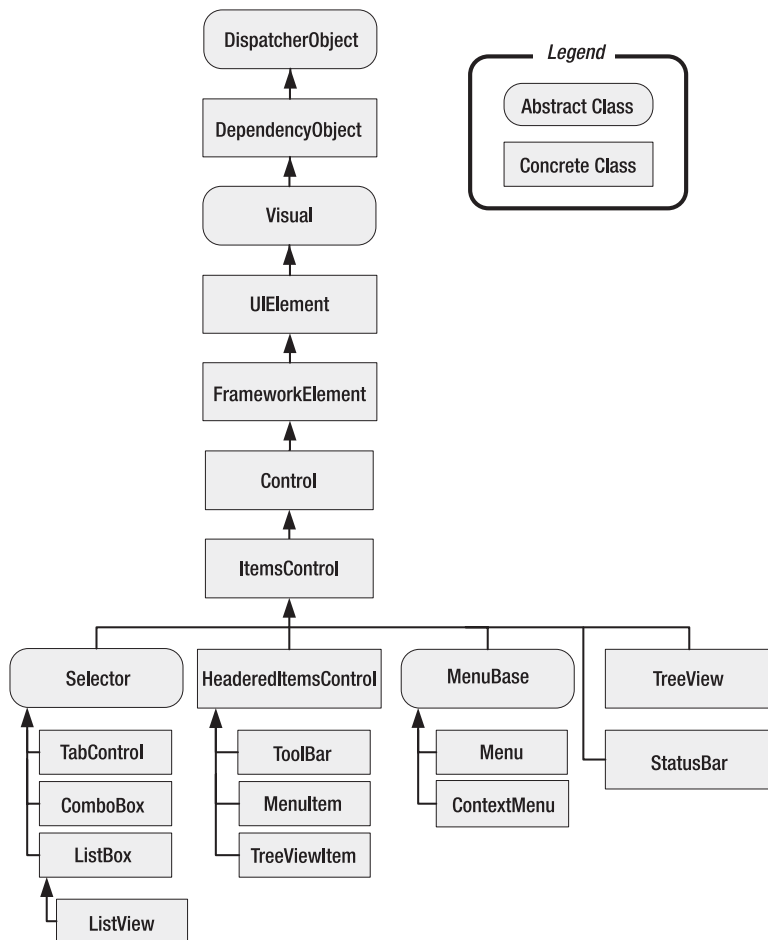 DispatcherObject
Legend
Abstract Class
Concrete Class
DependencyObject
Visual
UIElement
FrameworkElement
Control
ItemsControl
Selector
HeaderedItemsControl
MenuBase
TreeView
TabControl
ToolBar
Menu
StatusBar
ComboBox
MenuItem
ContextMenu
ListBox
TreeViewItem
ListView